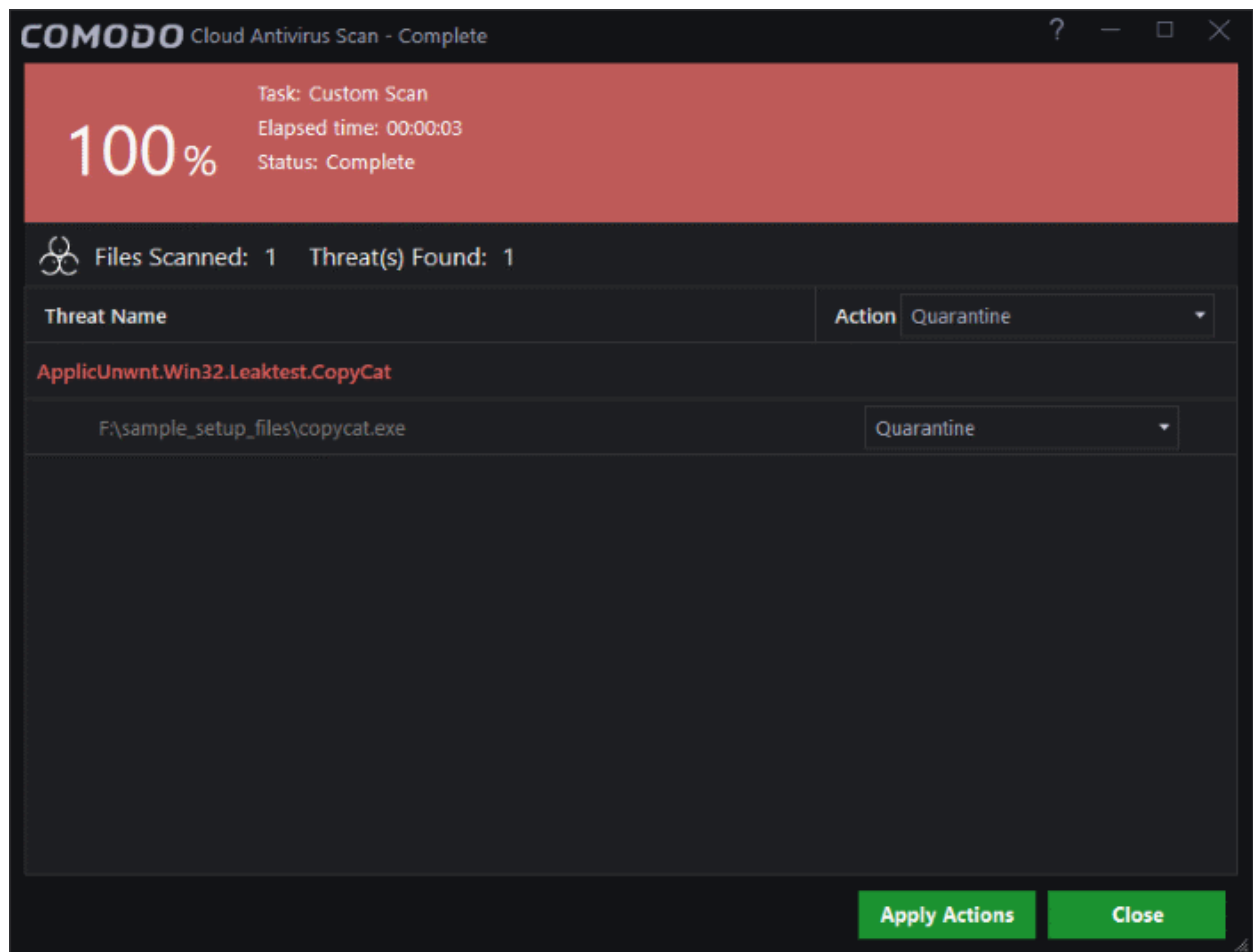 COMODO Cloud Antivirus Scan - Complete ?
100%
Task: Custom Scan
Elapsed time: 00:00:03
Status: Complete
Files Scanned: 1 Threat(s) Found: 1
Threat Name Action Quarantine
ApplicUnwnt.Win32.Leaktest.CopyCat
F:\sample_setup_files\copycat.exe Quarantine
Apply Actions Close